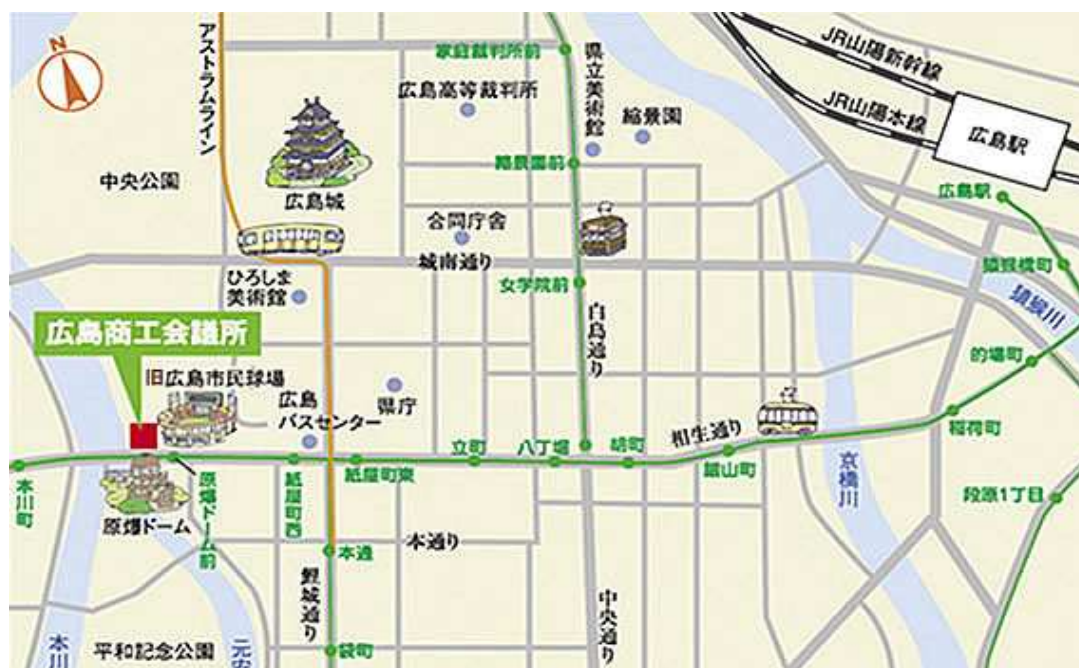 N
アストラムライン
家庭裁判所前
県立美術館
JR山陽新幹線
JR山陽本線
広島駅
広島高等裁判所
縮景園
縮景園前
中央公園
広島城
広島駅
合同庁舎
城南通り
猿猴橋町
猿猴川
ひろしま
美術館
女学院前
白島通り
広島商工会議所
旧広島市民球場
広島
バスセンター
県庁
的場町
相生通り
稲荷町
立町
八丁堀
胡町
銀山町
京橋川
段原1丁目
本川町
原爆ドーム
原爆ドーム前
紙屋町西
紙屋町東
本通り
本通
鯉城通り
中央通り
袋町
平和記念公園
本川
元安